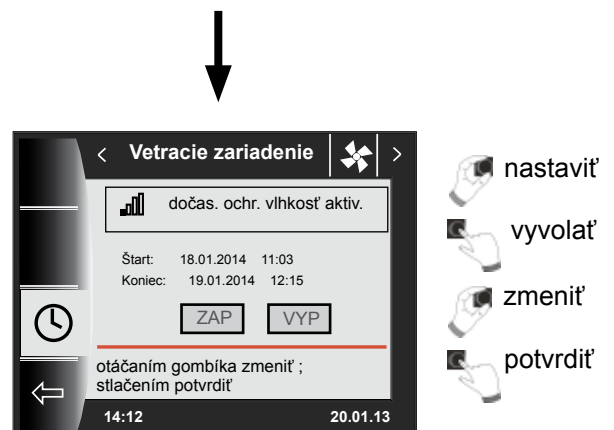 < Vetracie zariadenie >
dočas. ochr. vlhkosť aktiv.
Štart: 18.01.2014 11:03
Koniec: 19.01.2014 12:15
ZAP VYP
otáčaním gombíka zmeniť ;
stlačením potvrdiť
14:12 20.01.13
nastaviť
vyvolať
zmeniť
potvrdiť